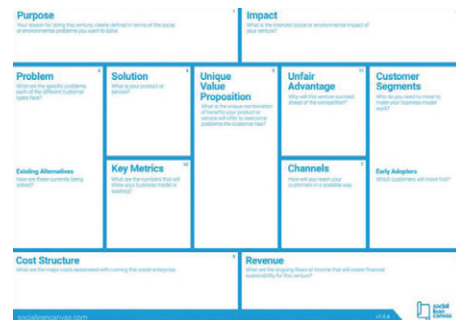 Purpose
Your reason for doing this venture, clearly defined in terms of the social
or environmental problems you want to solve.
Impact
What is the intended social or environmental impact of
your venture?
Problem
What are the specific problems
each of the different customer
types face?
Existing Alternatives
How are these currently being
solved?
Solution
What is your product or
service?
Key Metrics
What are the numbers that will
show your business model is
working?
Unique
Value
Proposition
What is the unique combination
of benefits your product or
service will offer to overcome
problems the customer has?
Unfair
Advantage
Why will this venture succeed
ahead of the competition?
Channels
How will you reach your
customers in a scalable way
Customer
Segments
Who do you need to move to
make your business model
work?
Early Adopters
Which customers will move first?
Cost Structure
What are the major costs associated with running this social enterprise
Revenue
What are the ongoing flows of income that will create financial
sustainability for this venture?
socialleancanvas.com
social
lean
canvas